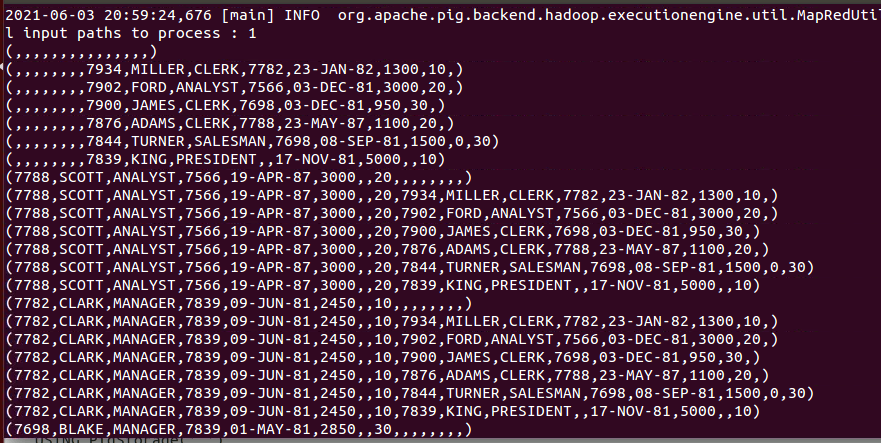 2021-06-03 20:59:24,676 [main] INFO  org.apache.pig.backend.hadoop.executionengine.util.MapRedUtil
l input paths to process : 1
(,,,,,,,,,,,,,,,)
(,,,,,,,,7934,MILLER,CLERK,7782,23-JAN-82,1300,10,)
(,,,,,,,,7902,FORD,ANALYST,7566,03-DEC-81,3000,20,)
(,,,,,,,,7900,JAMES,CLERK,7698,03-DEC-81,950,30,)
(,,,,,,,,7876,ADAMS,CLERK,7788,23-MAY-87,1100,20,)
(,,,,,,,,7844,TURNER,SALESMAN,7698,08-SEP-81,1500,0,30)
(,,,,,,,,7839,KING,PRESIDENT,,17-NOV-81,5000,,10)
(7788,SCOTT,ANALYST,7566,19-APR-87,3000,,20,,,,,,,,)
(7788,SCOTT,ANALYST,7566,19-APR-87,3000,,20,7934,MILLER,CLERK,7782,23-JAN-82,1300,10,)
(7788,SCOTT,ANALYST,7566,19-APR-87,3000,,20,7902,FORD,ANALYST,7566,03-DEC-81,3000,20,)
(7788,SCOTT,ANALYST,7566,19-APR-87,3000,,20,7900,JAMES,CLERK,7698,03-DEC-81,950,30,)
(7788,SCOTT,ANALYST,7566,19-APR-87,3000,,20,7876,ADAMS,CLERK,7788,23-MAY-87,1100,20,)
(7788,SCOTT,ANALYST,7566,19-APR-87,3000,,20,7844,TURNER,SALESMAN,7698,08-SEP-81,1500,0,30)
(7788,SCOTT,ANALYST,7566,19-APR-87,3000,,20,7839,KING,PRESIDENT,,17-NOV-81,5000,,10)
(7782,CLARK,MANAGER,7839,09-JUN-81,2450,,10,,,,,,,,)
(7782,CLARK,MANAGER,7839,09-JUN-81,2450,,10,7934,MILLER,CLERK,7782,23-JAN-82,1300,10,)
(7782,CLARK,MANAGER,7839,09-JUN-81,2450,,10,7902,FORD,ANALYST,7566,03-DEC-81,3000,20,)
(7782,CLARK,MANAGER,7839,09-JUN-81,2450,,10,7900,JAMES,CLERK,7698,03-DEC-81,950,30,)
(7782,CLARK,MANAGER,7839,09-JUN-81,2450,,10,7876,ADAMS,CLERK,7788,23-MAY-87,1100,20,)
(7782,CLARK,MANAGER,7839,09-JUN-81,2450,,10,7844,TURNER,SALESMAN,7698,08-SEP-81,1500,0,30)
(7782,CLARK,MANAGER,7839,09-JUN-81,2450,,10,7839,KING,PRESIDENT,,17-NOV-81,5000,,10)
(7698,BLAKE,MANAGER,7839,01-MAY-81,2850,,30,,,,,,,,)